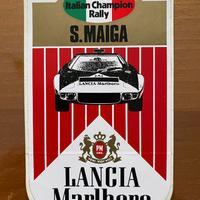 Italian Champion
Rally
S. MAIGA
LANCIA Marlboro
PM
LANCIA
Marlboro